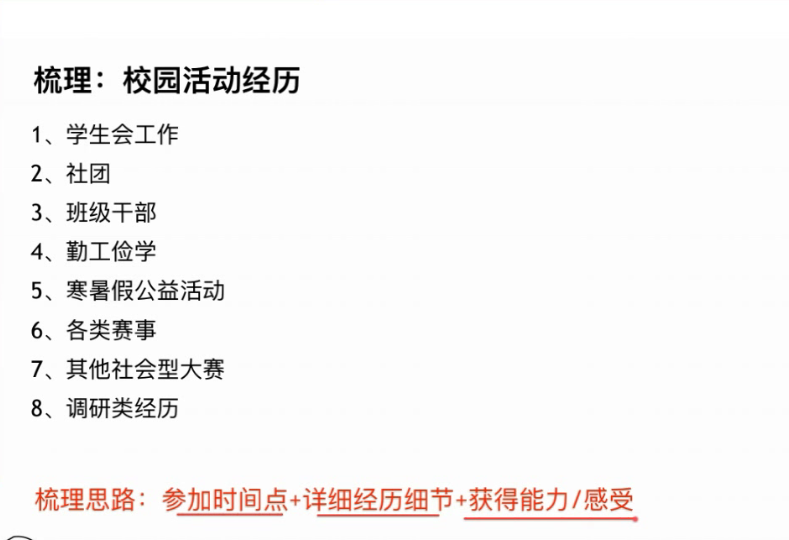 梳理：校园活动经历
1、学生会工作
2、社团
3、班级干部
4、勤工俭学
5、寒暑假公益活动
6、各类赛事
7、其他社会型大赛
8、调研类经历
梳理思路：参加时间点+详细经历细节+获得能力/感受